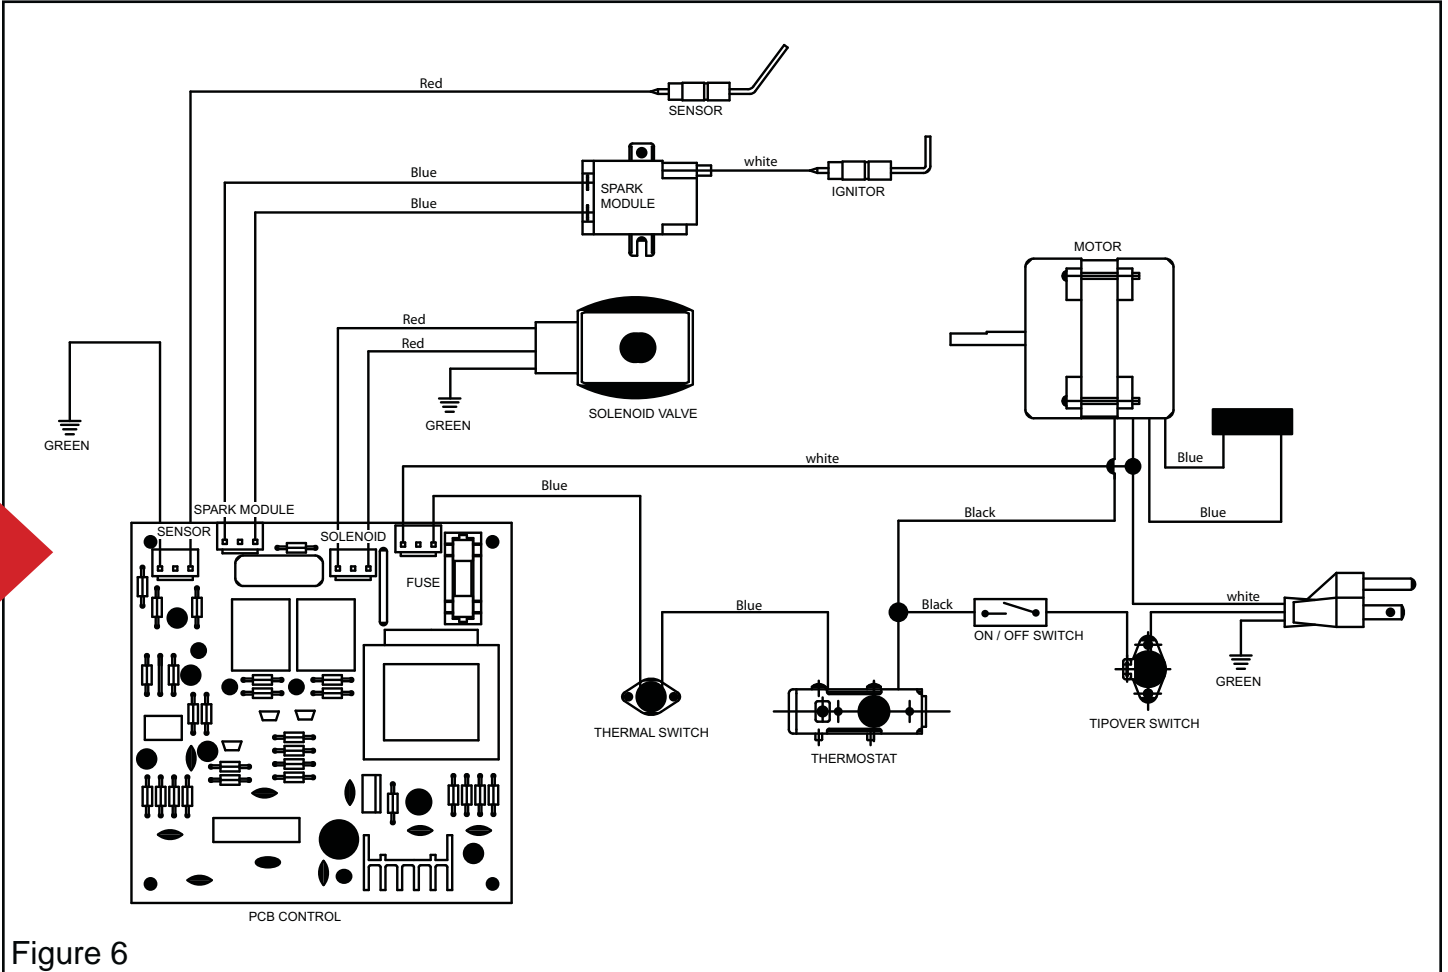 Red
SENSOR
Blue
white
SPARK
MODULE
IGNITOR
Blue
MOTOR
Red
Red
SOLENOID VALVE
GREEN
GREEN
white
Blue
Blue
Blue
Black
SPARK MODULE
SENSOR
SOLENOID
FUSE
Blue
Black
ON / OFF SWITCH
white
GREEN
TIPOVER SWITCH
THERMAL SWITCH
THERMOSTAT
PCB CONTROL
Figure 6